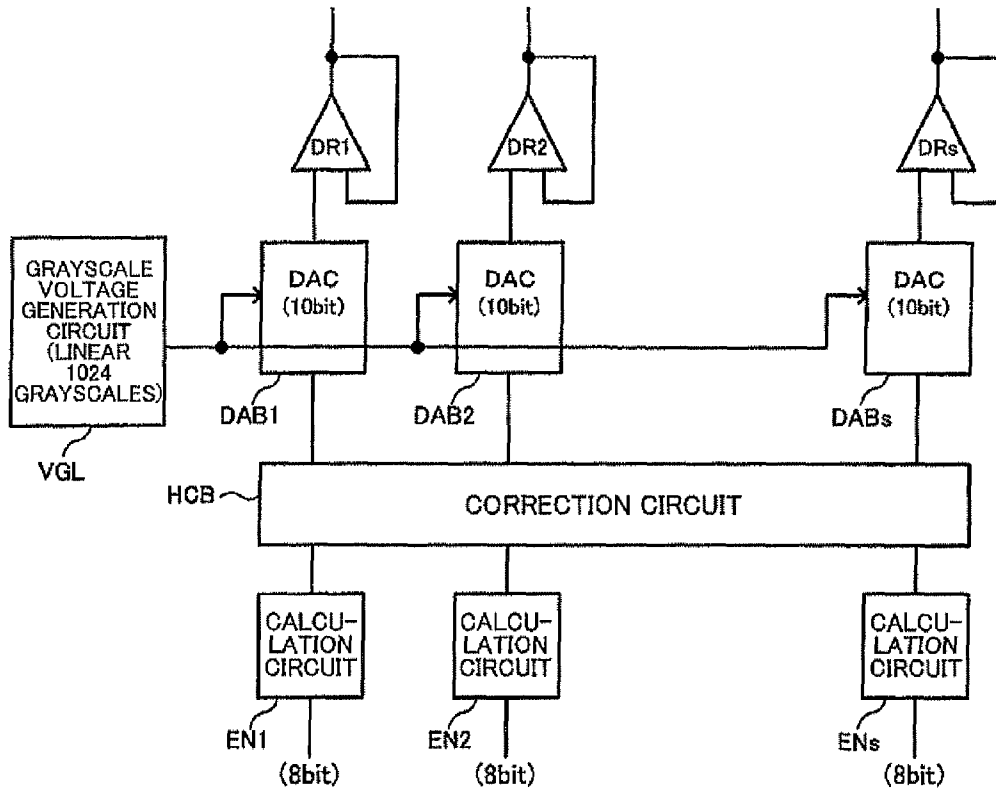 DR1
DR2
DRs
GRAYSCALE
VOLTAGE
GENERATION
CIRCUIT
(LINEAR
1024
GRAYSCALES)
VGL
DAC
(10bit)
DAB1
DAC
(10bit)
DAB2
DAC
(10bit)
DABs
HCB
CORRECTION CIRCUIT
CALCU-
LATION
CIRCUIT
EN1
(8bit)
CALCU-
LATION
CIRCUIT
EN2
(8bit)
CALCU-
LATION
CIRCUIT
ENs
(8bit)